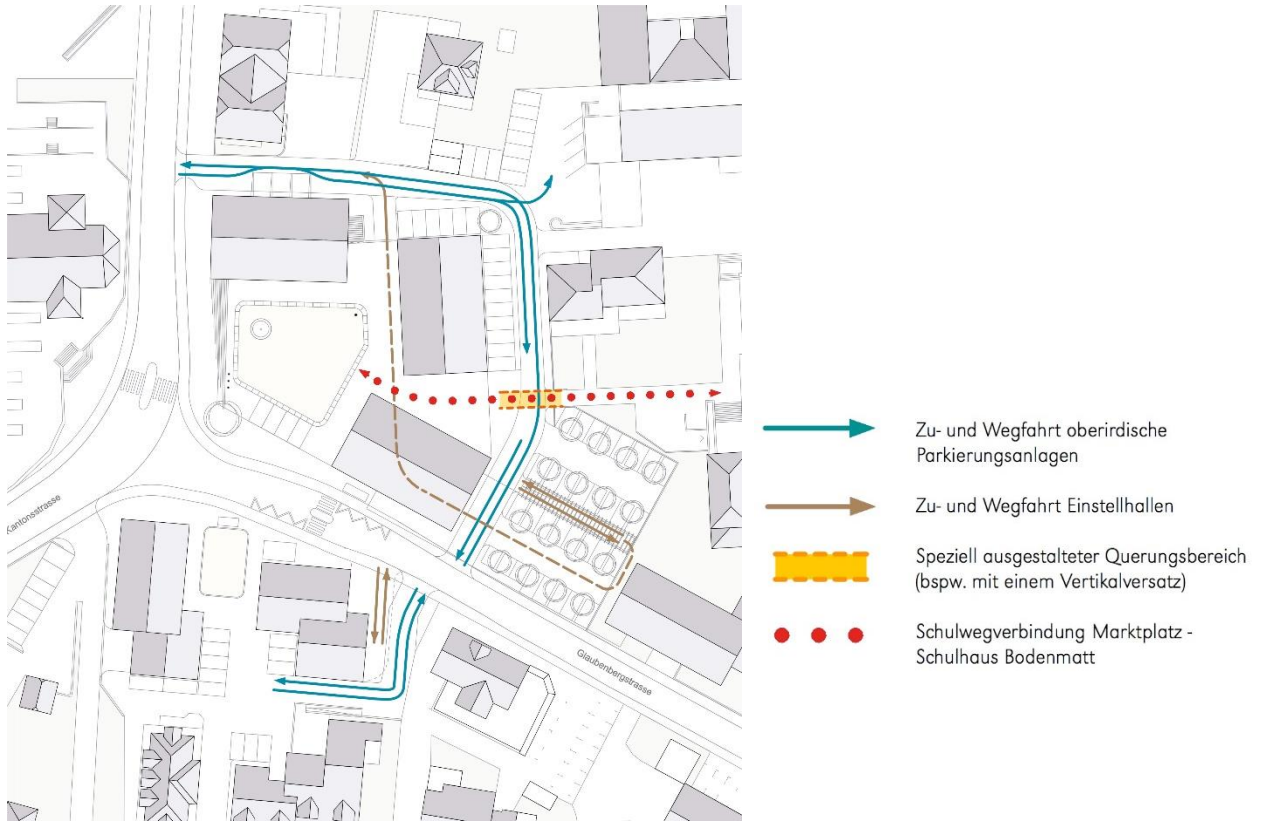 Kantonsstrasse
Glaubenbergstrasse
Zu- und Wegfahrt oberirdische
Parkierungsanlagen
Zu- und Wegfahrt Einstellhallen
Speziell ausgestalteter Querungsbereich
(bspw. mit einem Vertikalversatz)
Schulwegverbindung Marktplatz -
Schulhaus Bodenmatt